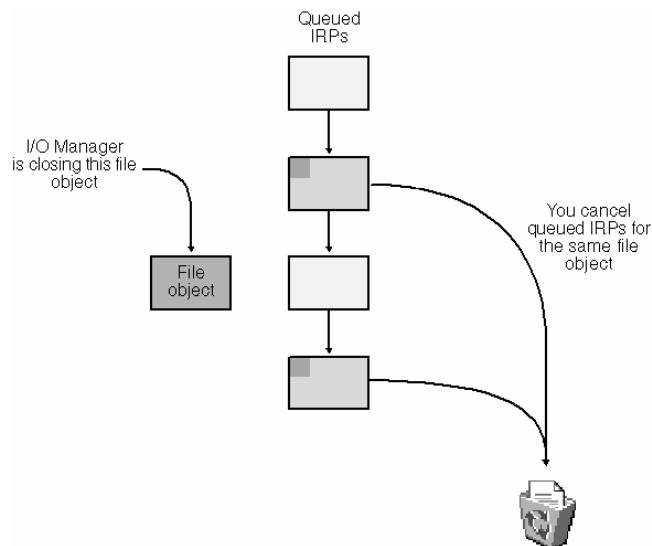 Queued
IRPs
I/O Manager
is closing this file
object
You cancel
queued IRPs for
the same file
object
File
object